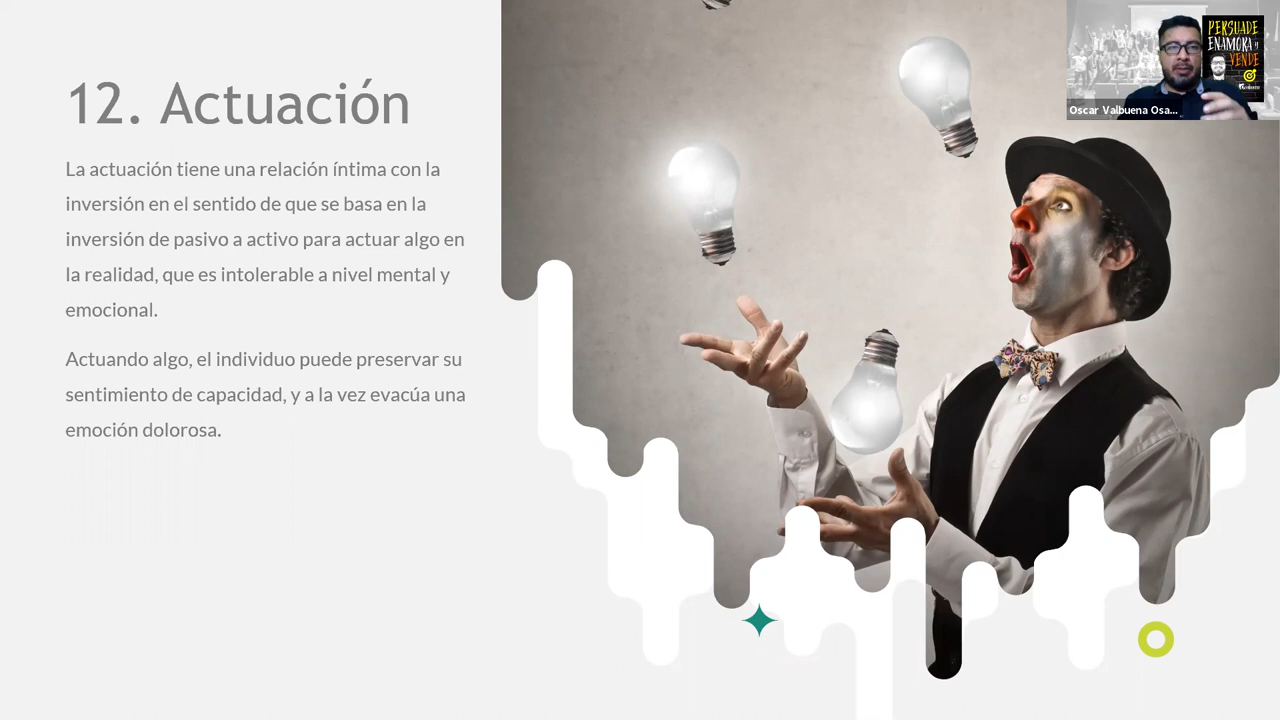 12. Actuación
La actuación tiene una relación íntima con la
inversión en el sentido de que se basa en la
inversión de pasivo a activo para actuar algo en
la realidad, que es intolerable a nivel mental y
emocional.
Actuando algo, el individuo puede preservar su
sentimiento de capacidad, y a la vez evacúa una
emoción dolorosa.
PERSUADE
ENAMORA y
VENDE
Oscar Valbuena Osa...